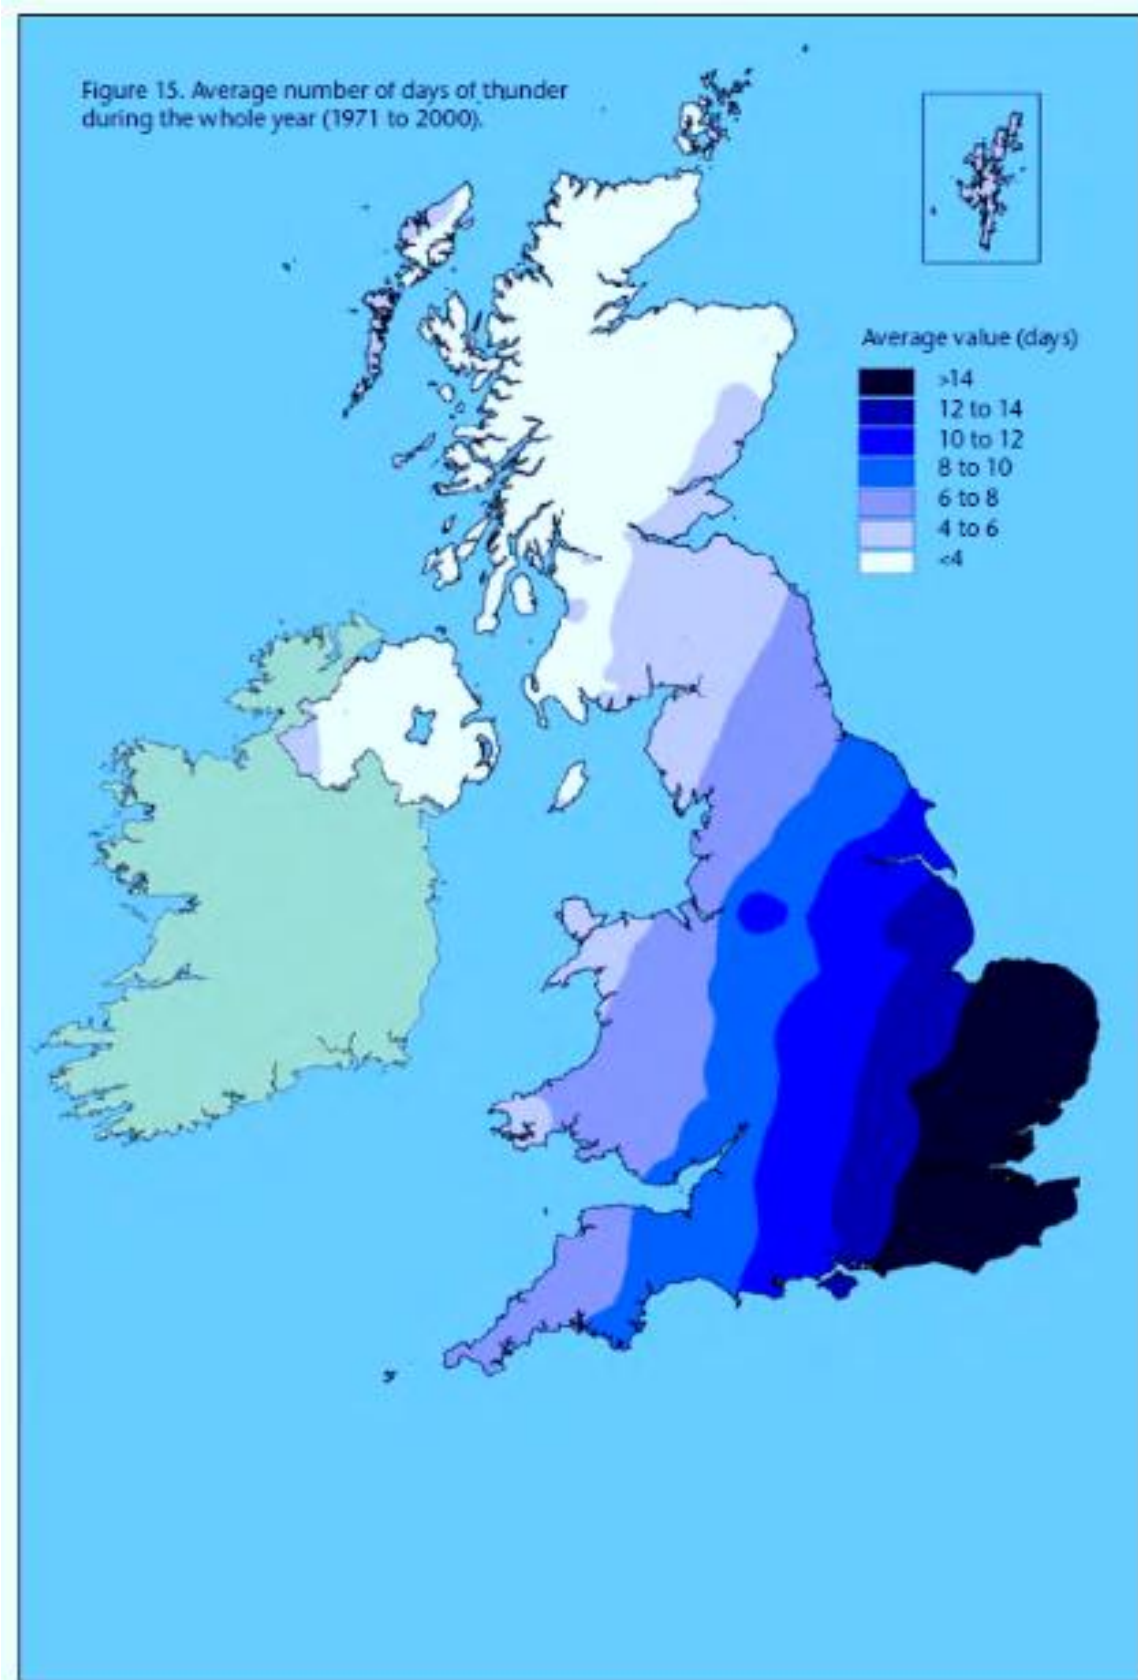 Figure 15. Average number of days of thunder
during the whole year (1971 to 2000).
Average value (days)
>14
12 to 14
10 to 12
8 to 10
6 to 8
4 to 6
<4